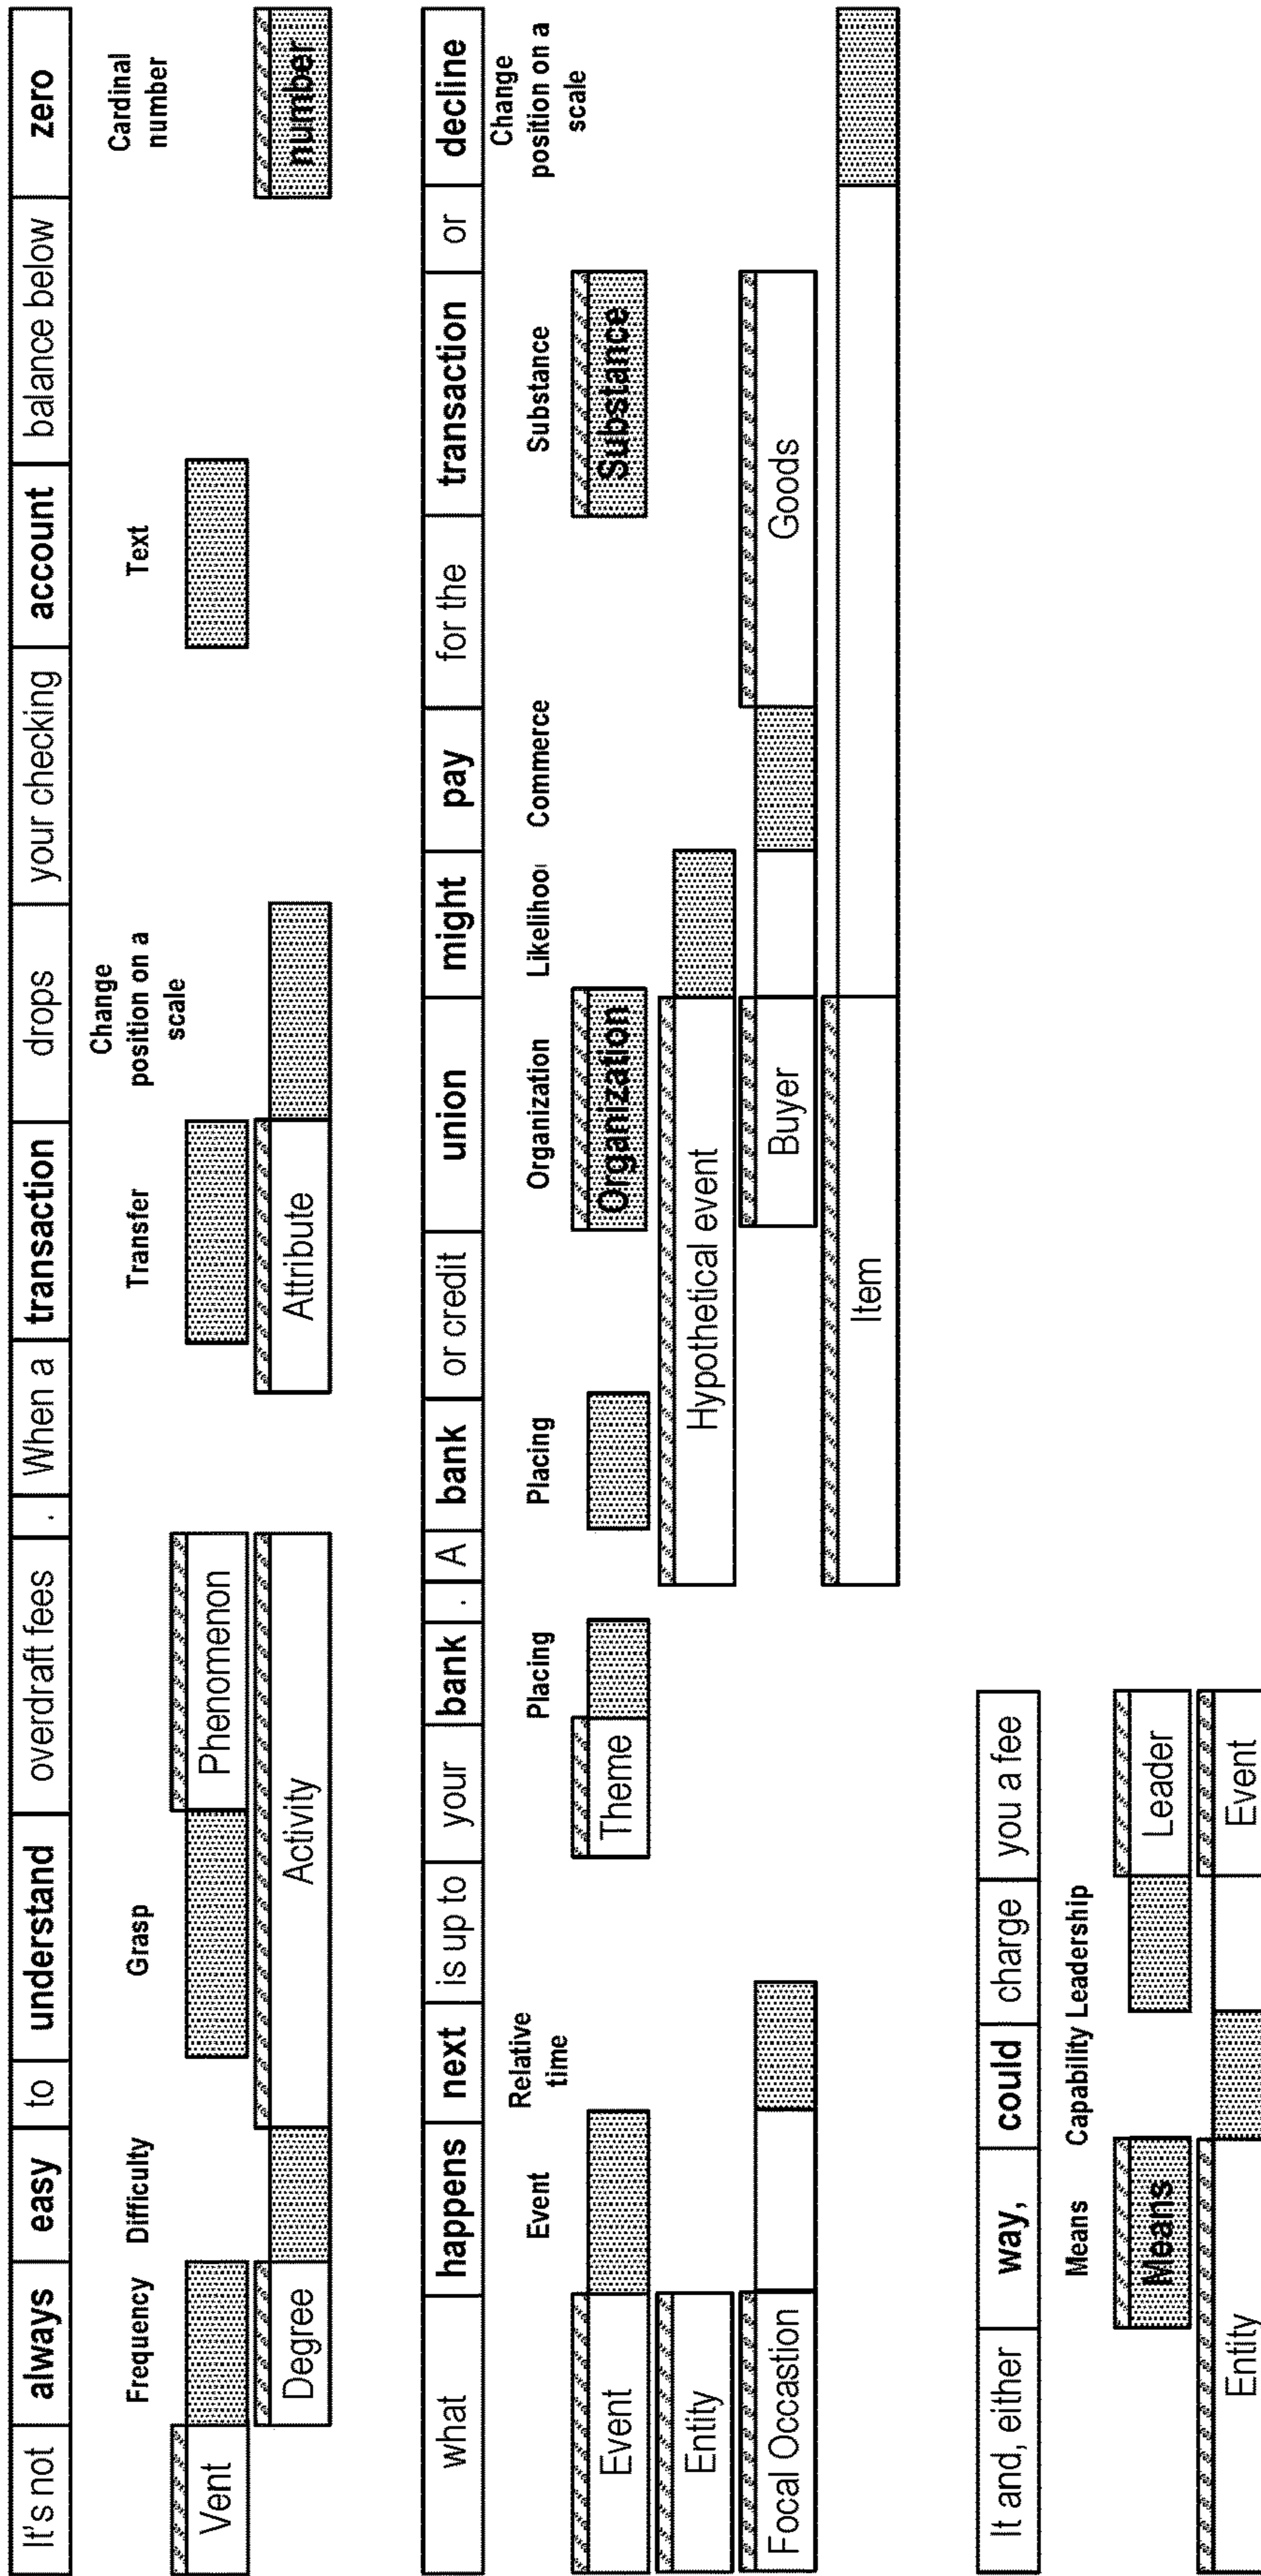 It's not always easy to understand overdraft fees . When a transaction drops your checking account balance below zero
Frequency Difficulty Grasp Transfer Change position on a scale Text Cardinal number
Vent Phenomenon
Degree Activity Attribute number
what happens next is up to your bank . A bank or credit union might pay for the transaction or decline
Event Relative time Placing Placing Organization Likelihoo Commerce Substance Change position on a scale
Event Theme Organization Substance
Entity Hypothetical event
Focal Occastion Buyer Goods
Item
It and, either way, could charge you a fee
Means Capability Leadership
Means Leader
Entity Event